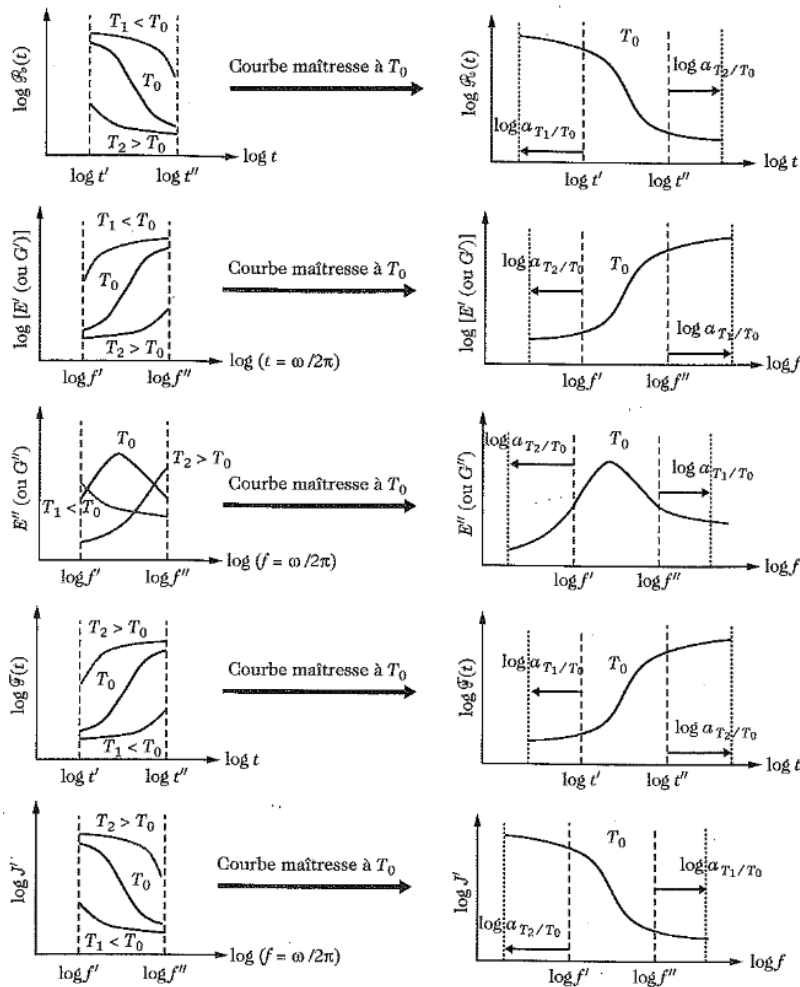 T₁ < T₀
T₀
T₂ > T₀
log ℛ(t)
log t
log t′
log t″
Courbe maîtresse à T₀
T₀
log a_{T₂/T₀}
log a_{T₁/T₀}
log ℛ(t)
log t
log t′
log t″
T₁ < T₀
T₀
T₂ > T₀
log [E′ (ou G′)]
log (t = ω/2π)
log f′
log f″
Courbe maîtresse à T₀
log a_{T₂/T₀}
T₀
log a_{T₁/T₀}
log [E′ (ou G′)]
log f
log f′
log f″
T₀
T₂ > T₀
T₁ < T₀
E″ (ou G″)
log (f = ω/2π)
log f′
log f″
Courbe maîtresse à T₀
log a_{T₂/T₀}
T₀
log a_{T₁/T₀}
E″ (ou G″)
log f
log f′
log f″
T₂ > T₀
T₀
T₁ < T₀
log 𝒯(t)
log t
log t′
log t″
Courbe maîtresse à T₀
log a_{T₁/T₀}
T₀
log a_{T₂/T₀}
log 𝒯(t)
log t
log t′
log t″
T₂ > T₀
T₀
T₁ < T₀
log J′
log (f = ω/2π)
log f′
log f″
Courbe maîtresse à T₀
T₀
log a_{T₁/T₀}
log a_{T₂/T₀}
log J′
log f
log f′
log f″